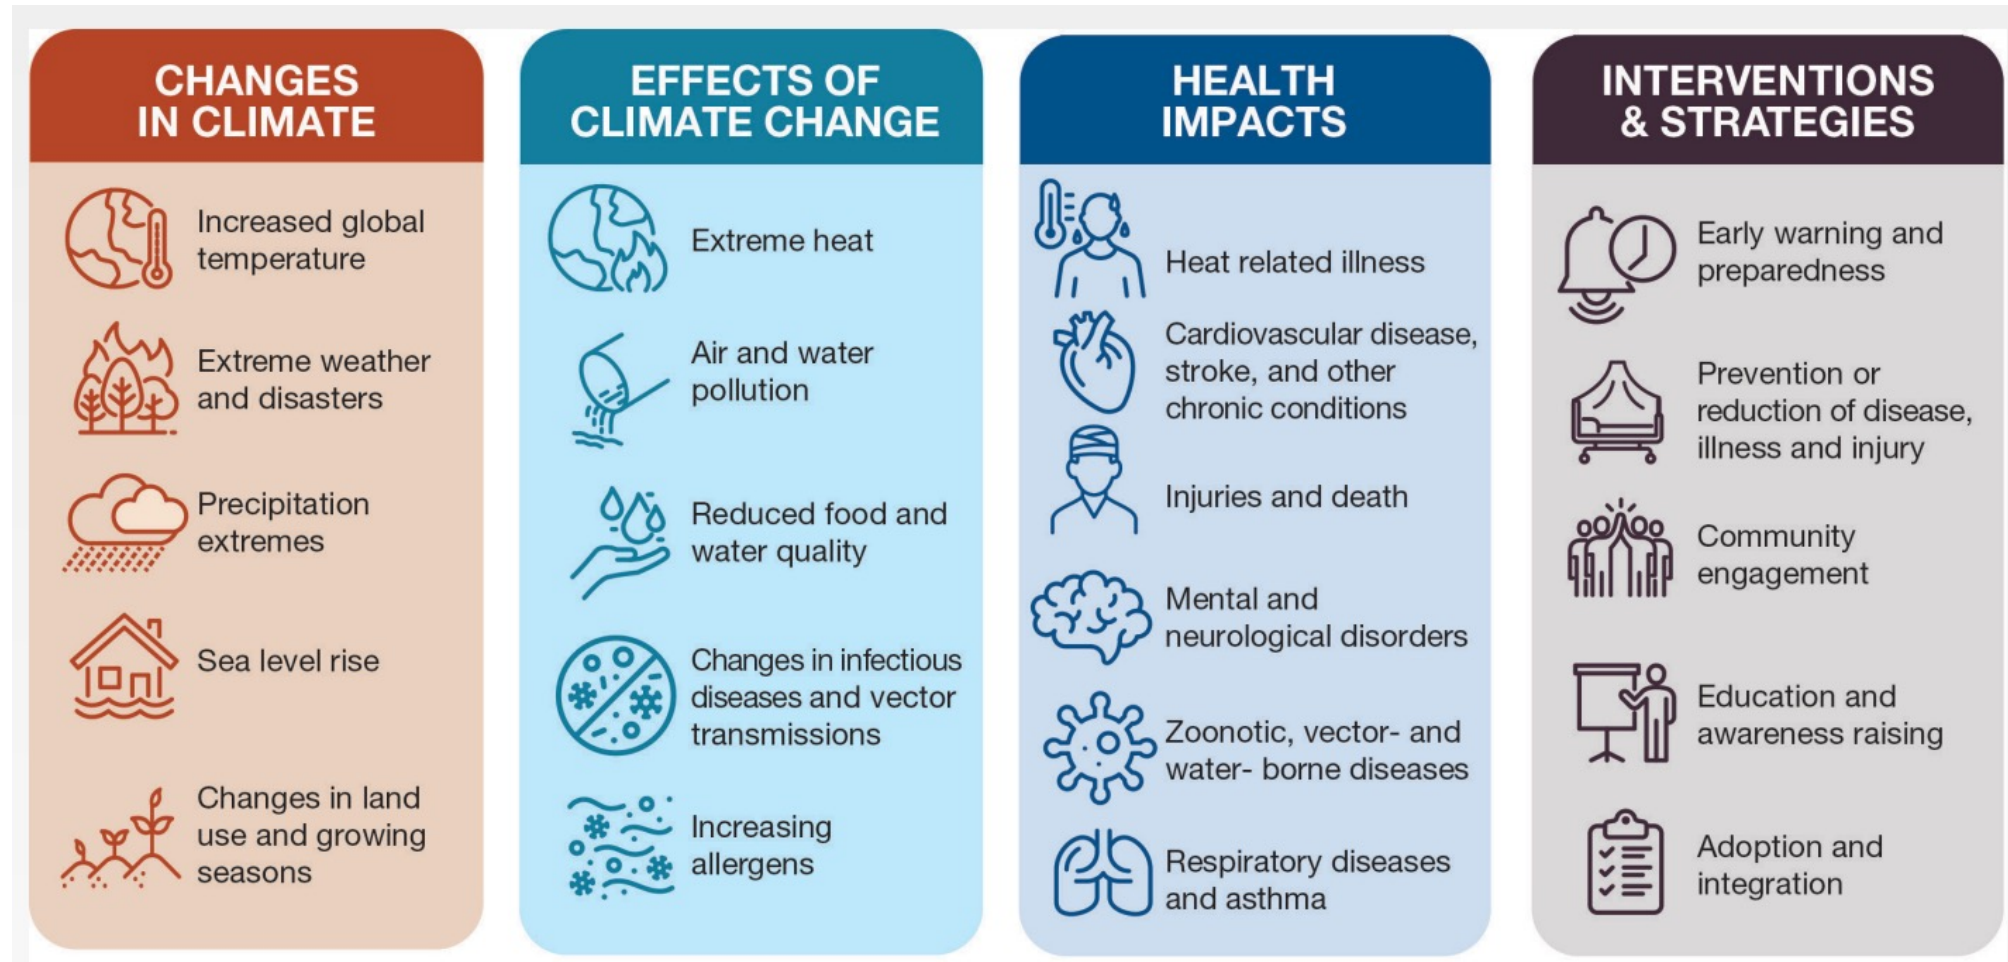 CHANGES
IN CLIMATE
Increased global
temperature
Extreme weather
and disasters
Precipitation
extremes
Sea level rise
Changes in land
use and growing
seasons
EFFECTS OF
CLIMATE CHANGE
Extreme heat
Air and water
pollution
Reduced food and
water quality
Changes in infectious
diseases and vector
transmissions
Increasing
allergens
HEALTH
IMPACTS
Heat related illness
Cardiovascular disease,
stroke, and other
chronic conditions
Injuries and death
Mental and
neurological disorders
Zoonotic, vector- and
water- borne diseases
Respiratory diseases
and asthma
INTERVENTIONS
& STRATEGIES
Early warning and
preparedness
Prevention or
reduction of disease,
illness and injury
Community
engagement
Education and
awareness raising
Adoption and
integration